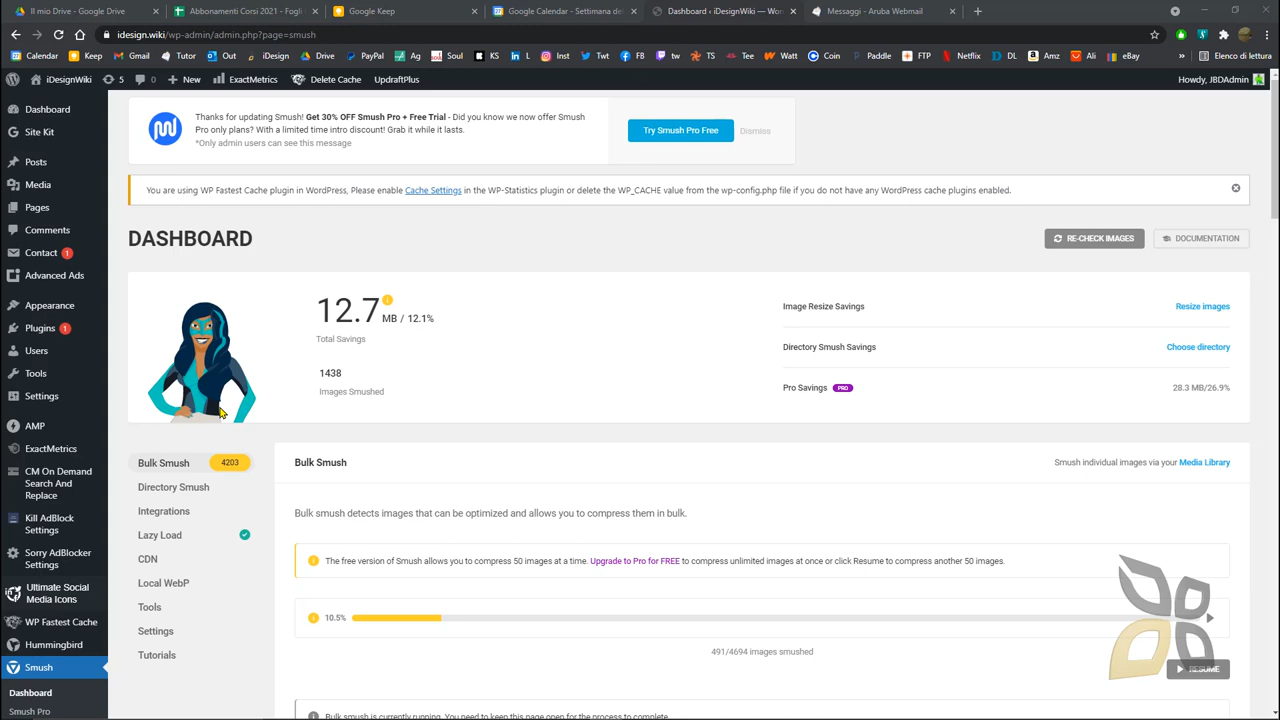 Il mio Drive – Google Drive
Abbonamenti Corsi 2021 - Fogli
Google Keep
Google Calendar - Settimana de
Dashboard ‹ iDesignWiki — Wor
Messaggi - Aruba Webmail
idesign.wiki/wp-admin/admin.php?page=smush
Calendar Keep Gmail Tutor Out iDesign Drive PayPal Ag Soul KS in Inst Twt FB tw TS Tee Watt Coin Paddle FTP Netflix DL Amz Ali eBay Elenco di lettura
iDesignWiki 5 0 New ExactMetrics Delete Cache UpdraftPlus Howdy, JBDAdmin
Dashboard
Site Kit
Posts
Media
Pages
Comments
Contact 1
Advanced Ads
Appearance
Plugins 1
Users
Tools
Settings
AMP
ExactMetrics
CM On Demand
Search And
Replace
Kill AdBlock
Settings
Sorry AdBlocker
Settings
Ultimate Social
Media Icons
WP Fastest Cache
Hummingbird
Smush
Dashboard
Smush Pro
Thanks for updating Smush! Get 30% OFF Smush Pro + Free Trial - Did you know we now offer Smush
Pro only plans? With a limited time intro discount! Grab it while it lasts.
*Only admin users can see this message
Try Smush Pro Free
Dismiss
You are using WP Fastest Cache plugin in WordPress, Please enable Cache Settings in the WP-Statistics plugin or delete the WP_CACHE value from the wp-config.php file if you do not have any WordPress cache plugins enabled.
DASHBOARD
RE-CHECK IMAGES
DOCUMENTATION
12.7 MB / 12.1%
Total Savings
1438
Images Smushed
Image Resize Savings Resize images
Directory Smush Savings Choose directory
Pro Savings PRO 28.3 MB/26.9%
Bulk Smush 4203
Directory Smush
Integrations
Lazy Load
CDN
Local WebP
Tools
Settings
Tutorials
Bulk Smush
Smush individual images via your Media Library
Bulk smush detects images that can be optimized and allows you to compress them in bulk.
The free version of Smush allows you to compress 50 images at a time. Upgrade to Pro for FREE to compress unlimited images at once or click Resume to compress another 50 images.
10.5%
491/4694 images smushed
RESUME
Bulk smush is currently running. You need to keep this page open for the process to complete.